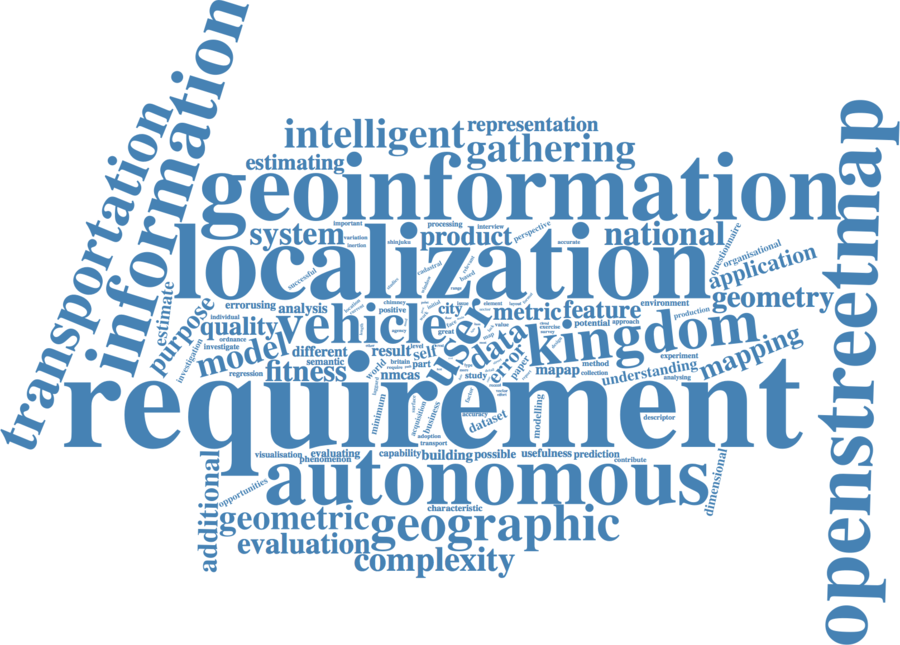 transportation
information
openstreetmap
intelligent
representation
gathering
estimating
geoinformation
important
processing
interview
perspective
questionnaire
system
variation
shinjuku
product
accurate
national
organisational
localization
cadastral
relevant
application
successful
geometry
estimate
purpose
errorusing
analysis
chimney
positive
city
metric
feature
environment
production
individual
quality
vehicle
user
data
potential
approach
kingdom
ordnance
investigate
investigation
model
different
result
self
error
paper
mapap
method
collection
experiment
mapping
understanding
analysing
semantic
regression
fitness
world
britain
part
nmcas
study
requirement
minimum
acquisition
business
factor
accuracy
dataset
modelling
descriptor
adoption
transport
visualisation
evaluating
phenomenon
capability
building
possible
usefulness
prediction
contribute
additional
opportunities
autonomous
dimensional
characteristic
geometric
geographic
evaluation
complexity